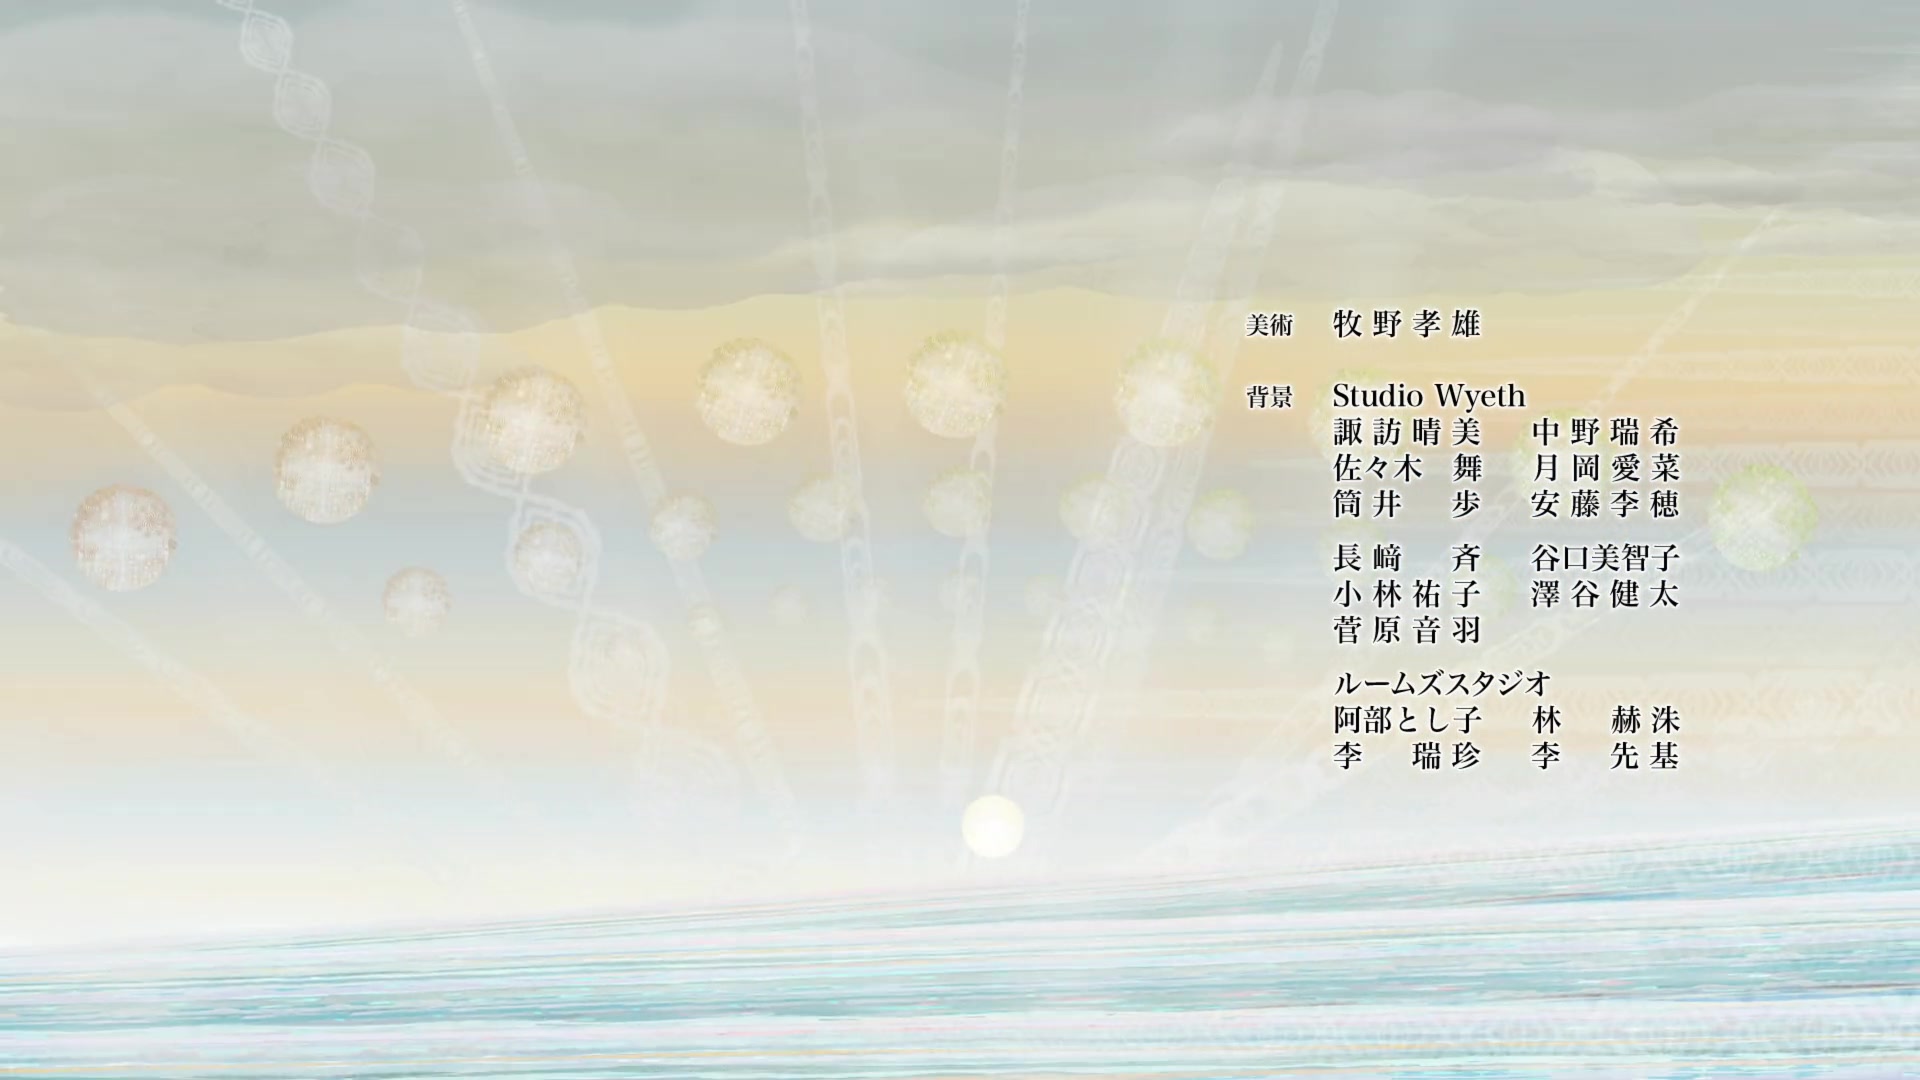 美術 牧野孝雄
背景 Studio Wyeth
諏訪晴美 中野瑞希
佐々木 舞 月岡愛菜
筒井 歩 安藤李穂
長﨑 斉 谷口美智子
小林祐子 澤谷健太
菅原音羽
ルームズスタジオ
阿部とし子 林 赫洙
李 瑞珍 李 先基